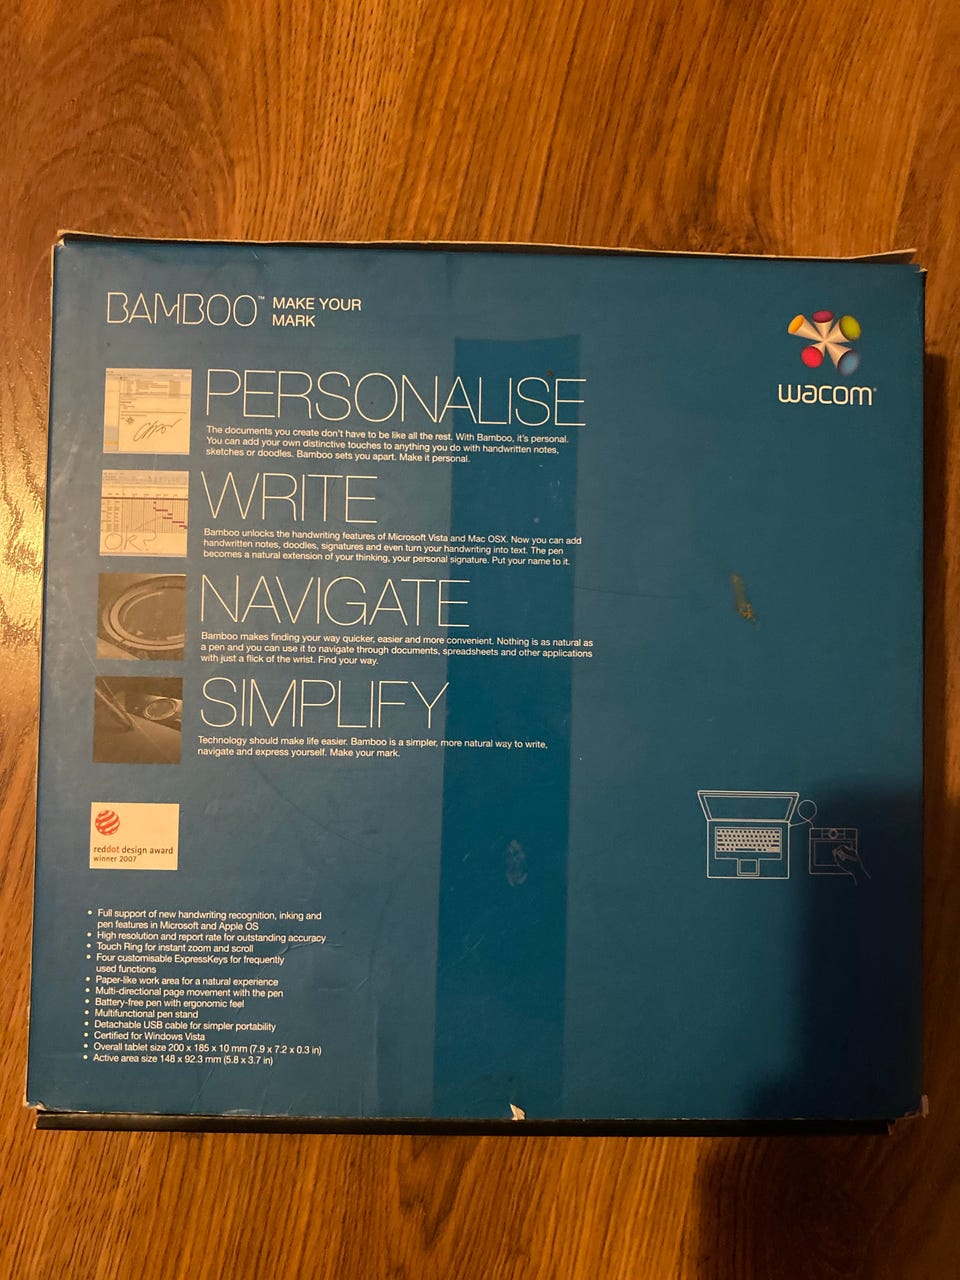 BAMBOO™ MAKE YOUR
MARK
wacom®
PERSONALISE
The documents you create don't have to be like all the rest. With Bamboo, it's personal.
You can add your own distinctive touches to anything you do with handwritten notes,
sketches or doodles. Bamboo sets you apart. Make it personal.
OK?
WRITE
Bamboo unlocks the handwriting features of Microsoft Vista and Mac OSX. Now you can add
handwritten notes, doodles, signatures and even turn your handwriting into text. The pen
becomes a natural extension of your thinking, your personal signature. Put your name to it.
NAVIGATE
Bamboo makes finding your way quicker, easier and more convenient. Nothing is as natural as
a pen and you can use it to navigate through documents, spreadsheets and other applications
with just a flick of the wrist. Find your way.
SIMPLIFY
Technology should make life easier. Bamboo is a simpler, more natural way to write,
navigate and express yourself. Make your mark.
reddot design award
winner 2007
• Full support of new handwriting recognition, inking and
pen features in Microsoft and Apple OS
• High resolution and report rate for outstanding accuracy
• Touch Ring for instant zoom and scroll
• Four customisable ExpressKeys for frequently
used functions
• Paper-like work area for a natural experience
• Multi-directional page movement with the pen
• Battery-free pen with ergonomic feel
• Multifunctional pen stand
• Detachable USB cable for simpler portability
• Certified for Windows Vista
• Overall tablet size 200 x 185 x 10 mm (7.9 x 7.2 x 0.3 in)
• Active area size 148 x 92.3 mm (5.8 x 3.7 in)